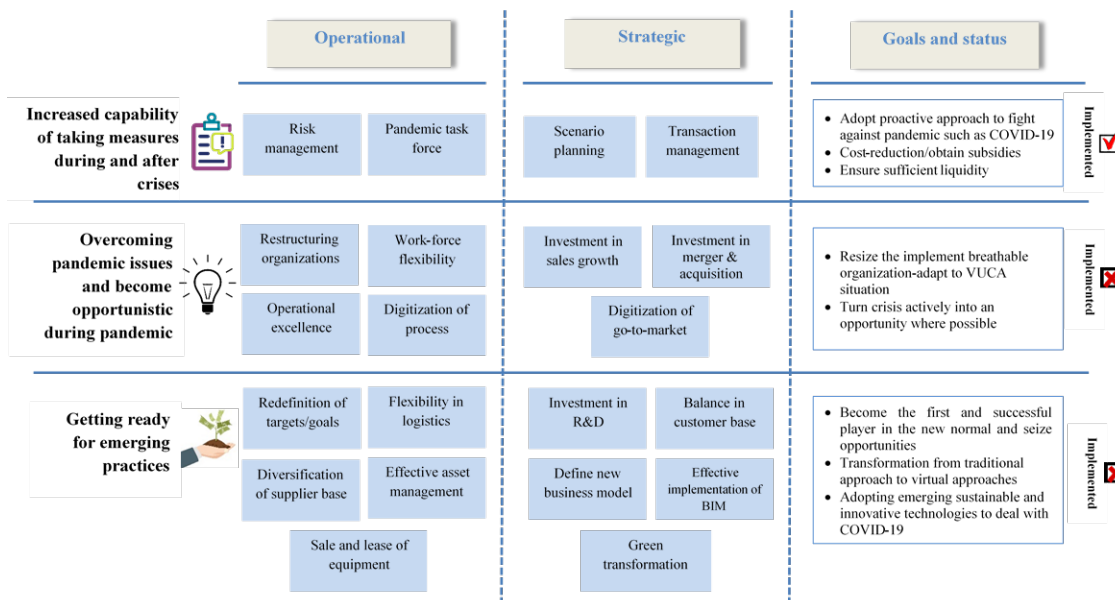 Operational
Strategic
Goals and status
Increased capability
of taking measures
during and after
crises
Risk
management
Pandemic task
force
Scenario
planning
Transaction
management
• Adopt proactive approach to fight
against pandemic such as COVID-19
• Cost-reduction/obtain subsidies
• Ensure sufficient liquidity
Implemented
Overcoming
pandemic issues
and become
opportunistic
during pandemic
Restructuring
organizations
Work-force
flexibility
Operational
excellence
Digitization of
process
Investment in
sales growth
Investment in
merger &
acquisition
Digitization of
go-to-market
• Resize the implement breathable
organization-adapt to VUCA
situation
• Turn crisis actively into an
opportunity where possible
Implemented
Getting ready
for emerging
practices
Redefinition of
targets/goals
Flexibility in
logistics
Diversification
of supplier base
Effective asset
management
Sale and lease of
equipment
Investment in
R&D
Balance in
customer base
Define new
business model
Effective
implementation of
BIM
Green
transformation
• Become the first and successful
player in the new normal and seize
opportunities
• Transformation from traditional
approach to virtual approaches
• Adopting emerging sustainable and
innovative technologies to deal with
COVID-19
Implemented